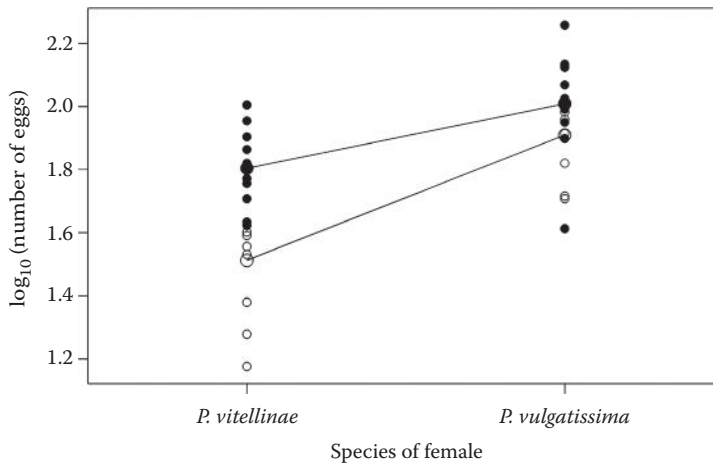 log₁₀ (number of eggs)
2.2
2.0
1.8
1.6
1.4
1.2
P. vitellinae
P. vulgatissima
Species of female